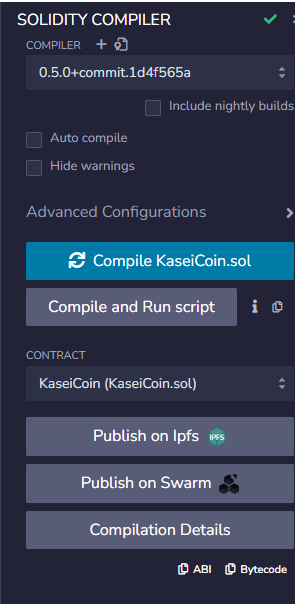 SOLIDITY COMPILER
COMPILER
0.5.0+commit.1d4f565a
Include nightly builds
Auto compile
Hide warnings
Advanced Configurations
Compile KaseiCoin.sol
Compile and Run script
CONTRACT
KaseiCoin (KaseiCoin.sol)
Publish on Ipfs IPFS
Publish on Swarm
Compilation Details
ABI Bytecode